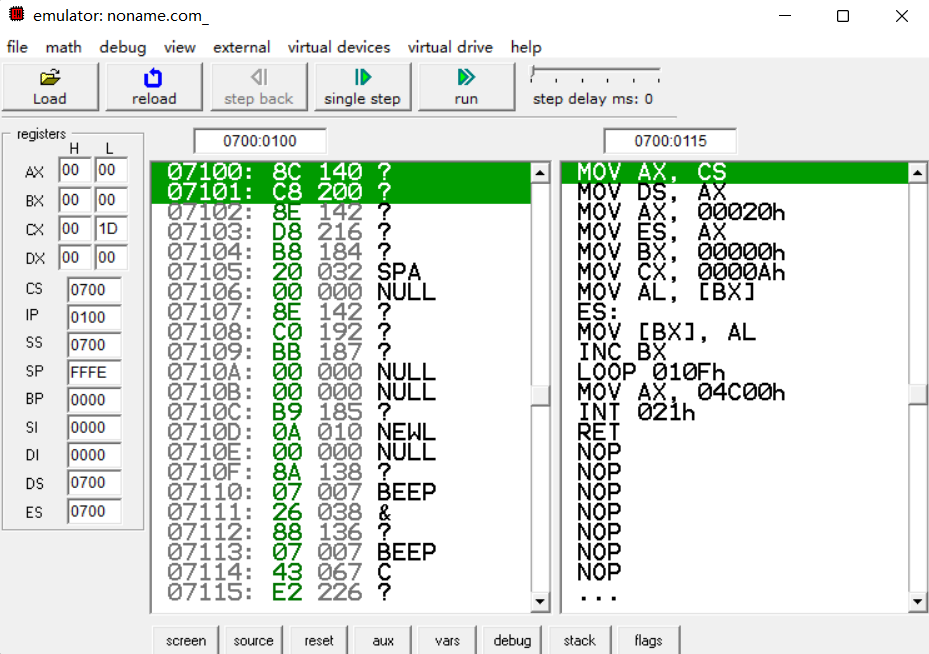 emulator: noname.com_
file math debug view external virtual devices virtual drive help
Load reload step back single step run step delay ms: 0
registers
H L
AX 00 00
BX 00 00
CX 00 1D
DX 00 00
CS 0700
IP 0100
SS 0700
SP FFFE
BP 0000
SI 0000
DI 0000
DS 0700
ES 0700
0700:0100
07100: 8C 140 ?
07101: C8 200 ?
07102: 8E 142 ?
07103: D8 216 ?
07104: B8 184 ?
07105: 20 032 SPA
07106: 00 000 NULL
07107: 8E 142 ?
07108: C0 192 ?
07109: BB 187 ?
0710A: 00 000 NULL
0710B: 00 000 NULL
0710C: B9 185 ?
0710D: 0A 010 NEWL
0710E: 00 000 NULL
0710F: 8A 138 ?
07110: 07 007 BEEP
07111: 26 038 &
07112: 88 136 ?
07113: 07 007 BEEP
07114: 43 067 C
07115: E2 226 ?
0700:0115
MOV AX, CS
MOV DS, AX
MOV AX, 00020h
MOV ES, AX
MOV BX, 00000h
MOV CX, 0000Ah
MOV AL, [BX]
ES:
MOV [BX], AL
INC BX
LOOP 010Fh
MOV AX, 04C00h
INT 021h
RET
NOP
NOP
NOP
NOP
NOP
NOP
NOP
...
screen source reset aux vars debug stack flags